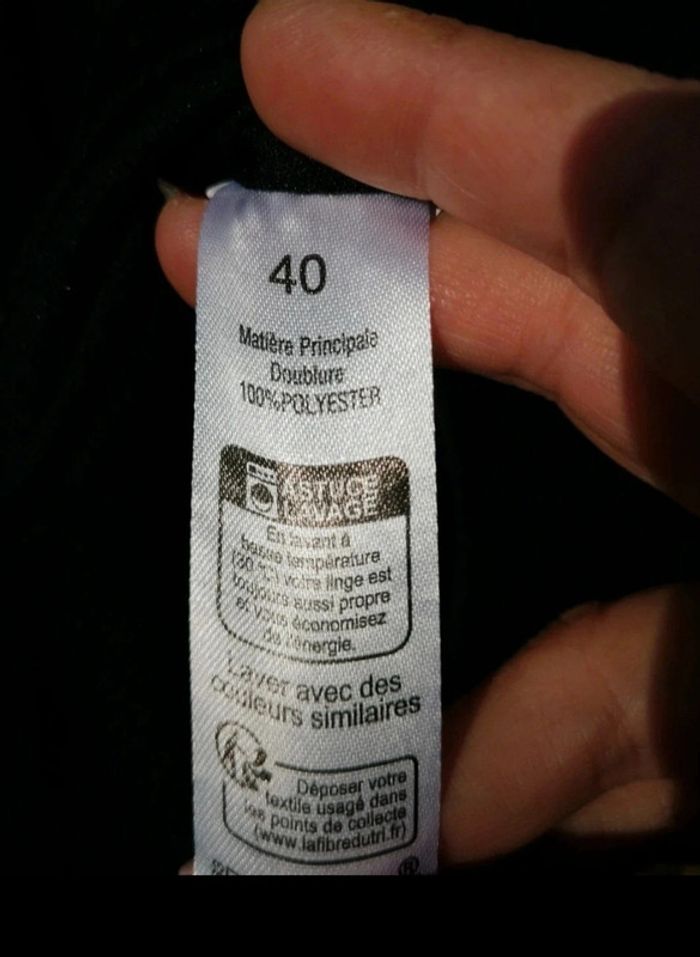 40
Matière Principale
Doublure
100%POLYESTER
ASTUCE
LAVAGE
En lavant à
basse température
(30 °C) votre linge est
toujours aussi propre
et vous économisez
de l'énergie.
Laver avec des
couleurs similaires
Déposer votre
textile usagé dans
les points de collecte
(www.lafibredutri.fr)